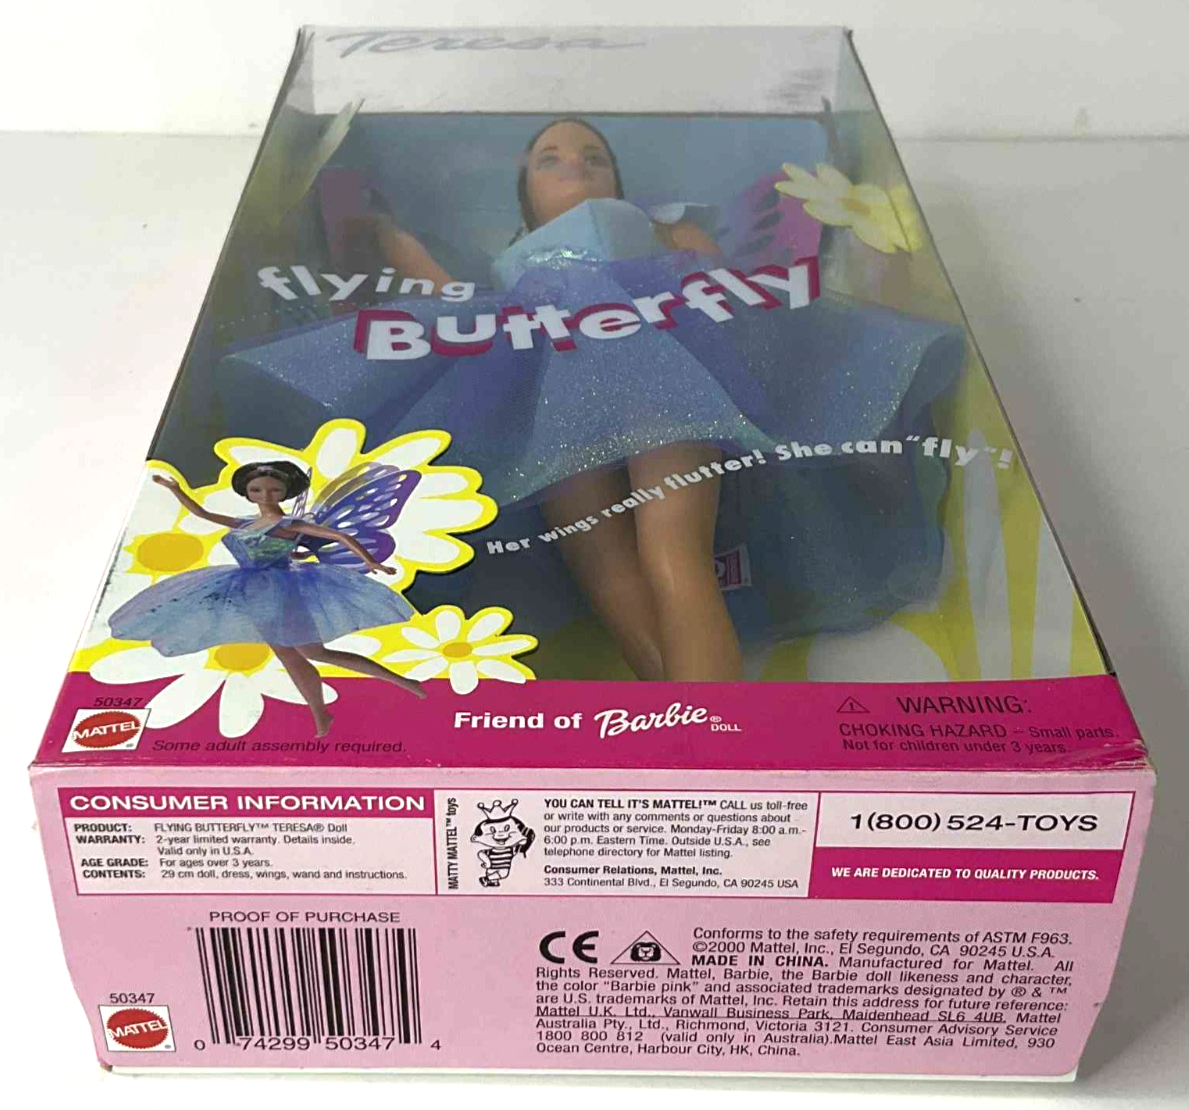 Teresa
flying
Butterfly
Her wings really flutter! She can "fly"!
50347
MATTEL
®
Some adult assembly required.
Friend of Barbie® DOLL
WARNING:
CHOKING HAZARD – Small parts.
Not for children under 3 years.
CONSUMER INFORMATION
PRODUCT: FLYING BUTTERFLY™ TERESA® Doll
WARRANTY: 2-year limited warranty. Details inside.
Valid only in U.S.A.
AGE GRADE: For ages over 3 years.
CONTENTS: 29 cm doll, dress, wings, wand and instructions.
MATTY MATTEL™ toys
YOU CAN TELL IT'S MATTEL!™ CALL us toll-free
or write with any comments or questions about
our products or service. Monday-Friday 8:00 a.m.-
6:00 p.m. Eastern Time. Outside U.S.A., see
telephone directory for Mattel listing.
Consumer Relations, Mattel, Inc.
333 Continental Blvd., El Segundo, CA 90245 USA
1(800) 524-TOYS
WE ARE DEDICATED TO QUALITY PRODUCTS.
PROOF OF PURCHASE
50347
MATTEL
®
0 74299 50347 4
CE
Conforms to the safety requirements of ASTM F963.
©2000 Mattel, Inc., El Segundo, CA 90245 U.S.A.
MADE IN CHINA. Manufactured for Mattel. All
Rights Reserved. Mattel, Barbie, the Barbie doll likeness and character,
the color "Barbie pink" and associated trademarks designated by ® & ™
are U.S. trademarks of Mattel, Inc. Retain this address for future reference:
Mattel U.K. Ltd., Vanwall Business Park, Maidenhead SL6 4UB. Mattel
Australia Pty., Ltd., Richmond, Victoria 3121. Consumer Advisory Service
1800 800 812 (valid only in Australia).Mattel East Asia Limited, 930
Ocean Centre, Harbour City, HK, China.